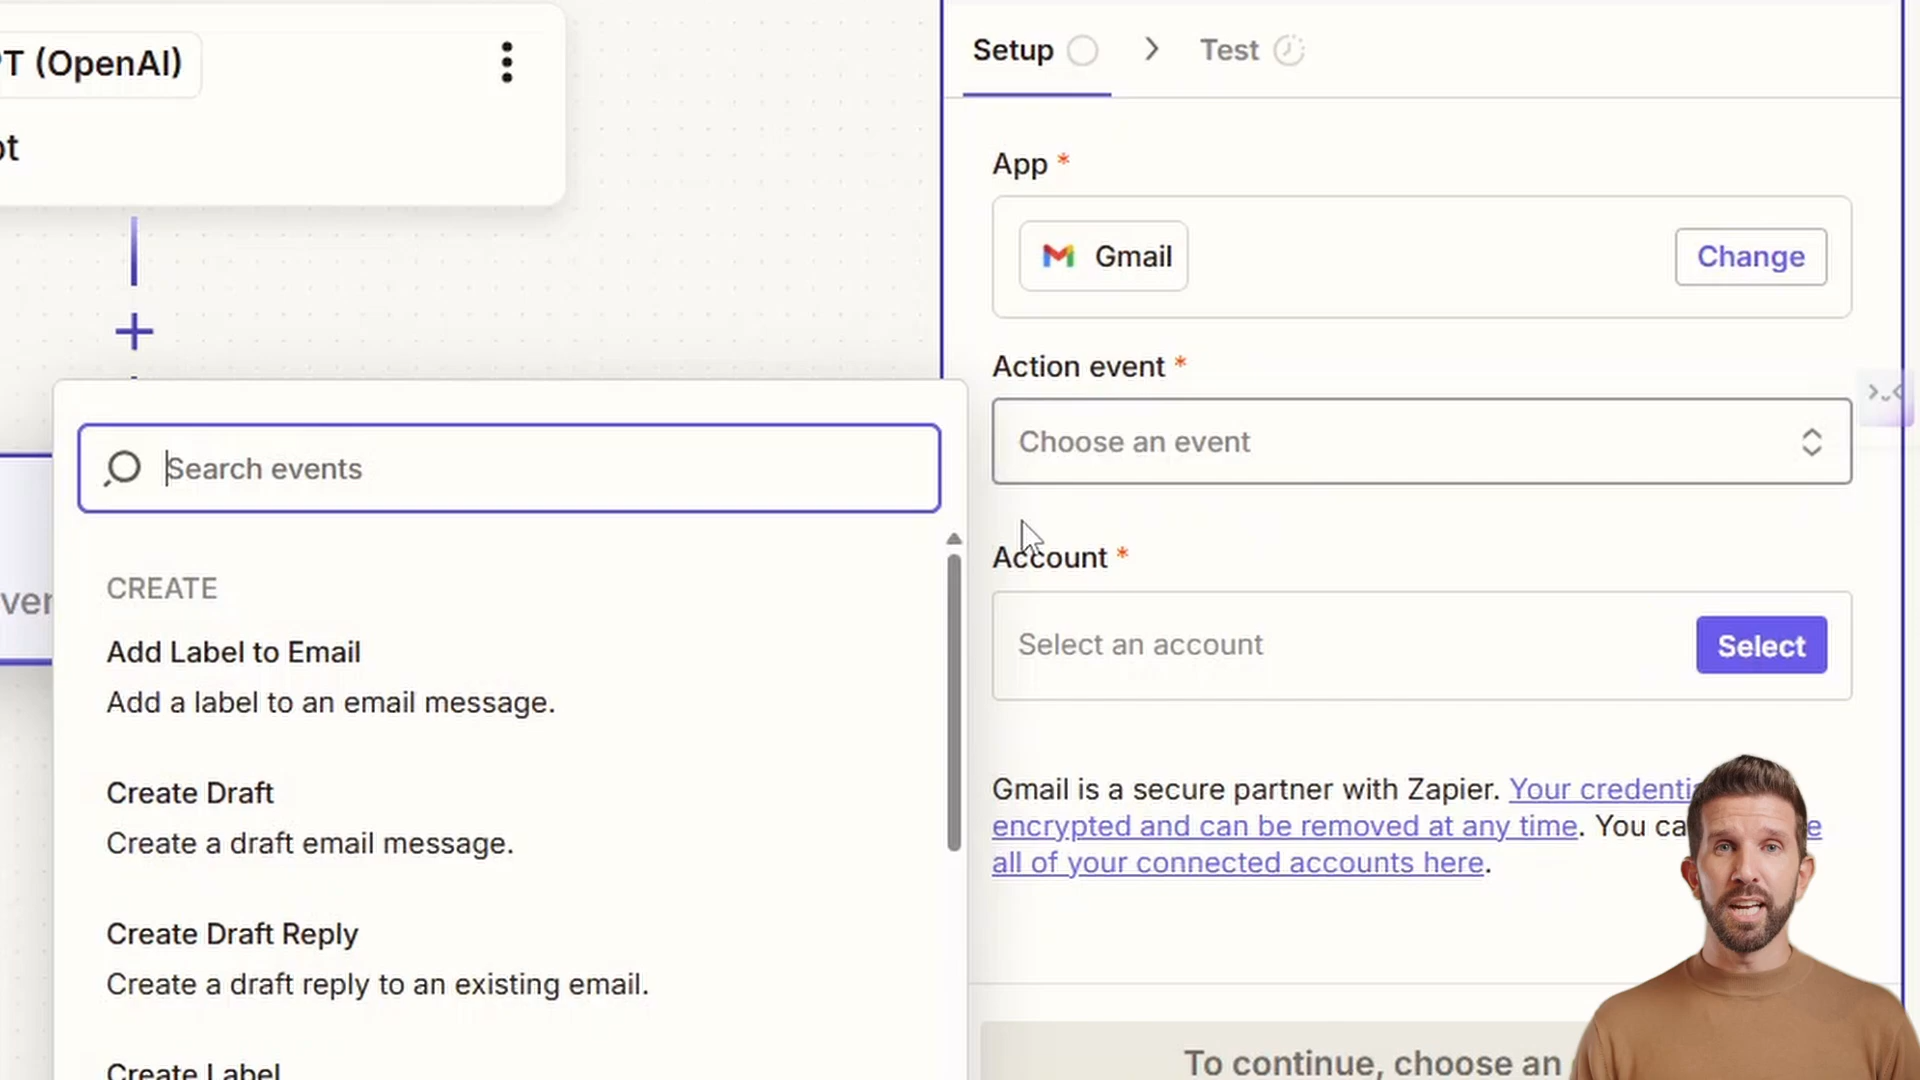 T (OpenAI)
ot
Setup
Test
App *
Gmail
Change
Action event *
Choose an event
Account *
Select an account
Select
Gmail is a secure partner with Zapier. Your
encrypted and can be removed at any time. You
all of your connected accounts here.
To continue, choose an
Search events
CREATE
Add Label to Email
Add a label to an email message.
Create Draft
Create a draft email message.
Create Draft Reply
Create a draft reply to an existing email.
Create Label